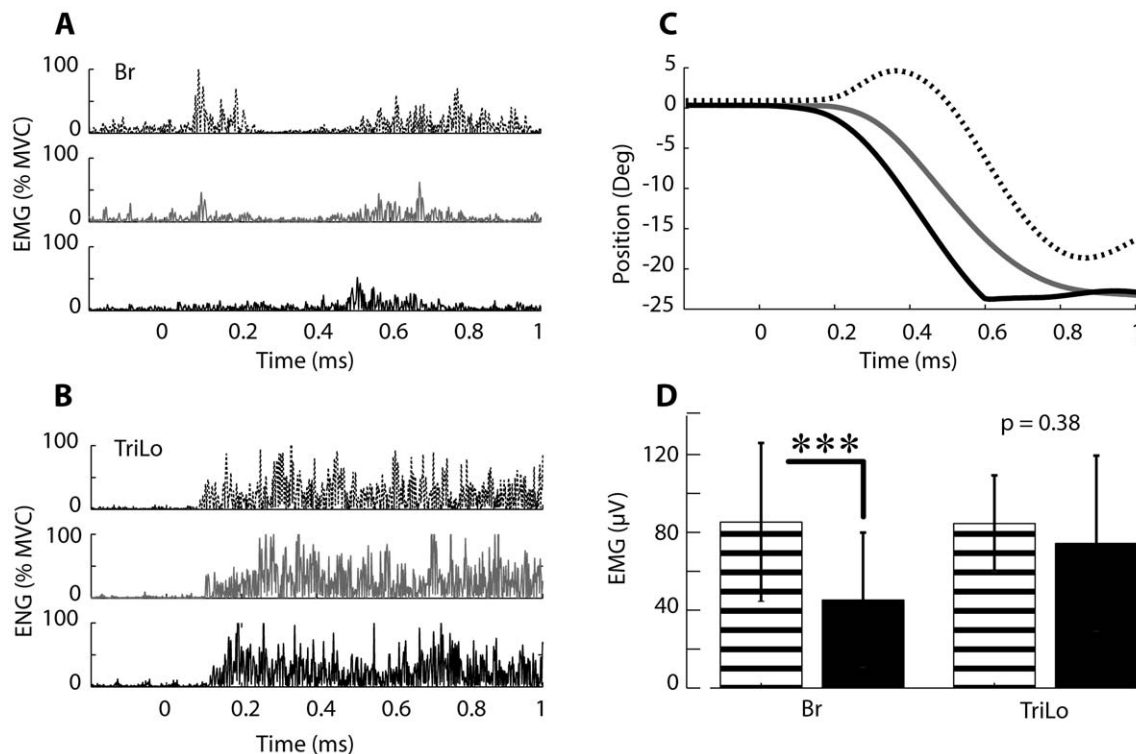 A
Br
100
0
100
0
100
0
EMG (% MVC)
0 0.2 0.4 0.6 0.8 1
Time (ms)
B
TriLo
100
0
100
0
100
0
ENG (% MVC)
0 0.2 0.4 0.6 0.8 1
Time (ms)
C
5
0
-5
-10
-15
-20
-25
Position (Deg)
0 0.2 0.4 0.6 0.8 1
Time (ms)
D
p = 0.38
***
120
80
40
0
EMG (µV)
Br TriLo